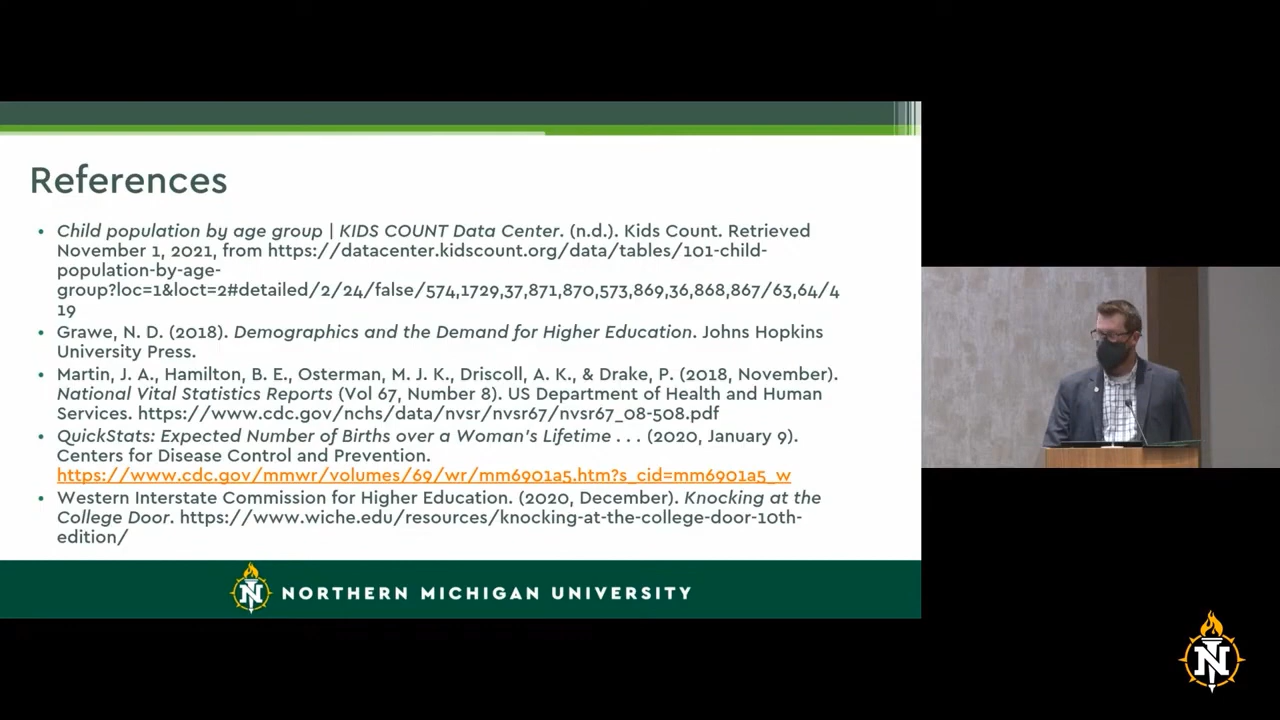 References
• Child population by age group | KIDS COUNT Data Center. (n.d.). Kids Count. Retrieved
November 1, 2021, from https://datacenter.kidscount.org/data/tables/101-child-
population-by-age-
group?loc=1&loct=2#detailed/2/24/false/574,1729,37,871,870,573,869,36,868,867/63,64/4
19
• Grawe, N. D. (2018). Demographics and the Demand for Higher Education. Johns Hopkins
University Press.
• Martin, J. A., Hamilton, B. E., Osterman, M. J. K., Driscoll, A. K., & Drake, P. (2018, November).
National Vital Statistics Reports (Vol 67, Number 8). US Department of Health and Human
Services. https://www.cdc.gov/nchs/data/nvsr/nvsr67/nvsr67_08-508.pdf
• QuickStats: Expected Number of Births over a Woman's Lifetime . . . (2020, January 9).
Centers for Disease Control and Prevention.
https://www.cdc.gov/mmwr/volumes/69/wr/mm6901a5.htm?s_cid=mm6901a5_w
• Western Interstate Commission for Higher Education. (2020, December). Knocking at the
College Door. https://www.wiche.edu/resources/knocking-at-the-college-door-10th-
edition/
N NORTHERN MICHIGAN UNIVERSITY
N